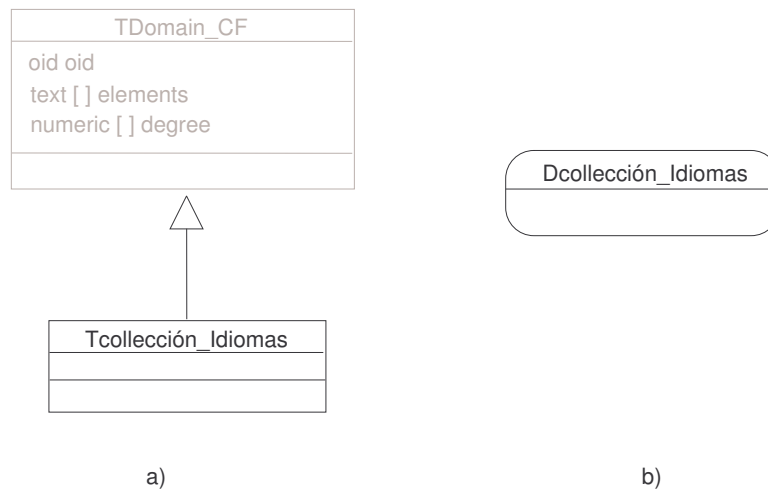 TDomain_CF
oid oid
text [ ] elements
numeric [ ] degree
Dcollección_Idiomas
Tcollección_Idiomas
a)
b)